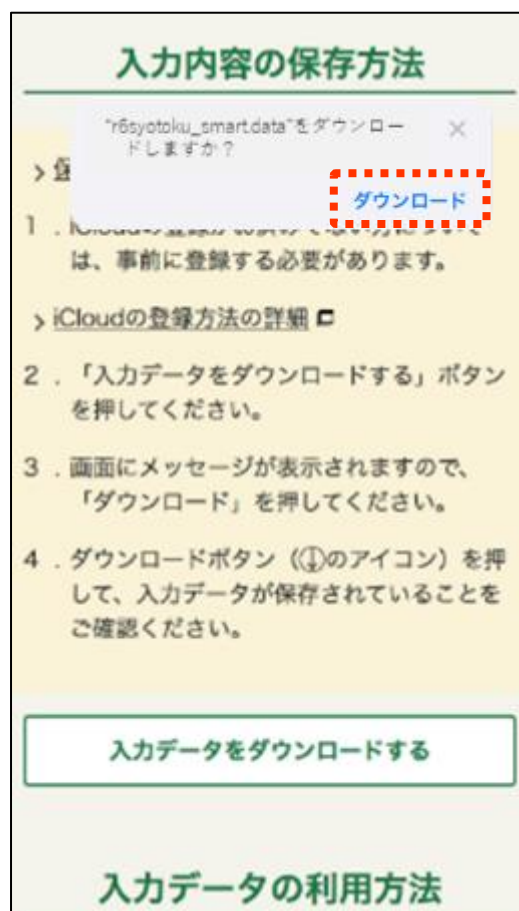 入力内容の保存方法
"r6syotoku_smart.data"をダウンロー
ドしますか？
ダウンロード
1．
は、事前に登録する必要があります。
iCloudの登録方法の詳細
2．「入力データをダウンロードする」ボタン
を押してください。
3．画面にメッセージが表示されますので、
「ダウンロード」を押してください。
4．ダウンロードボタン（のアイコン）を押
して、入力データが保存されていることを
ご確認ください。
入力データをダウンロードする
入力データの利用方法